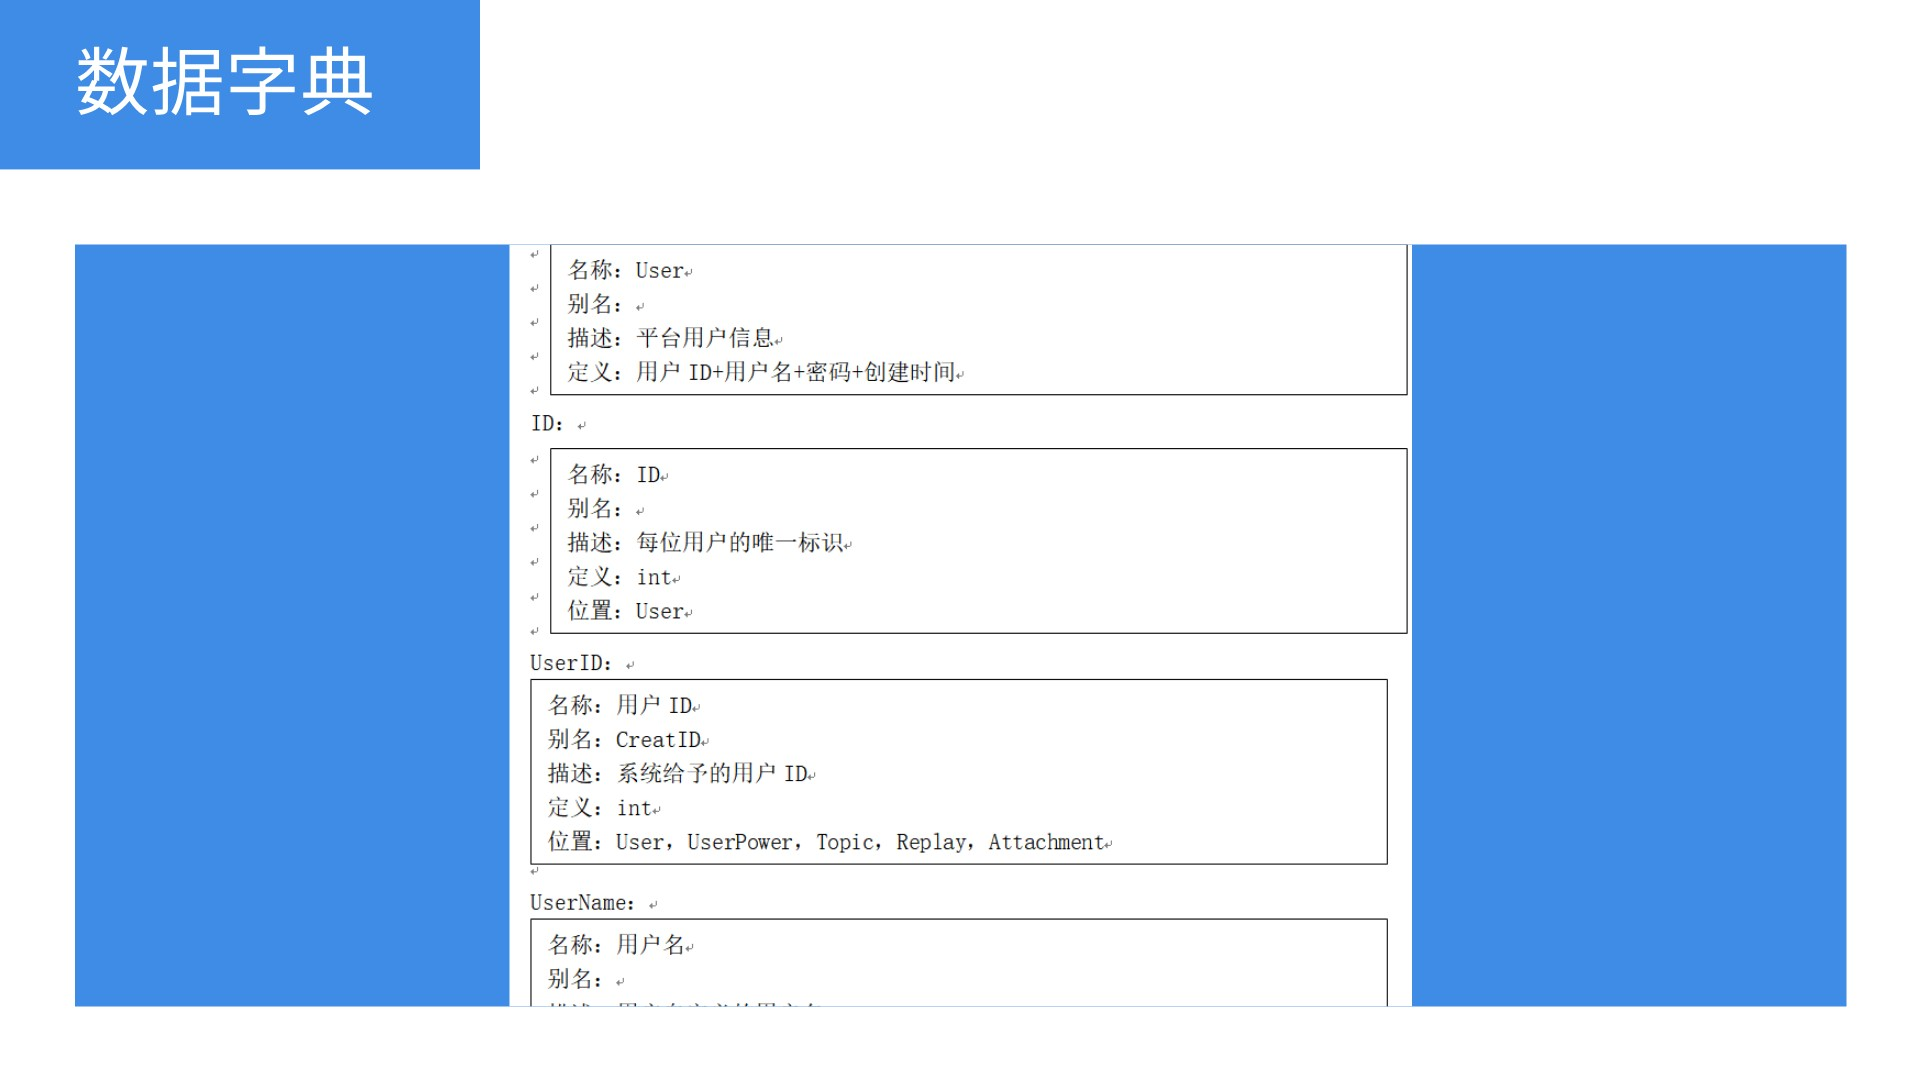 数据字典
名称：User
别名：
描述：平台用户信息
定义：用户 ID+用户名+密码+创建时间
ID：
名称：ID
别名：
描述：每位用户的唯一标识
定义：int
位置：User
UserID：
名称：用户 ID
别名：CreatID
描述：系统给予的用户 ID
定义：int
位置：User，UserPower，Topic，Replay，Attachment
UserName：
名称：用户名
别名：